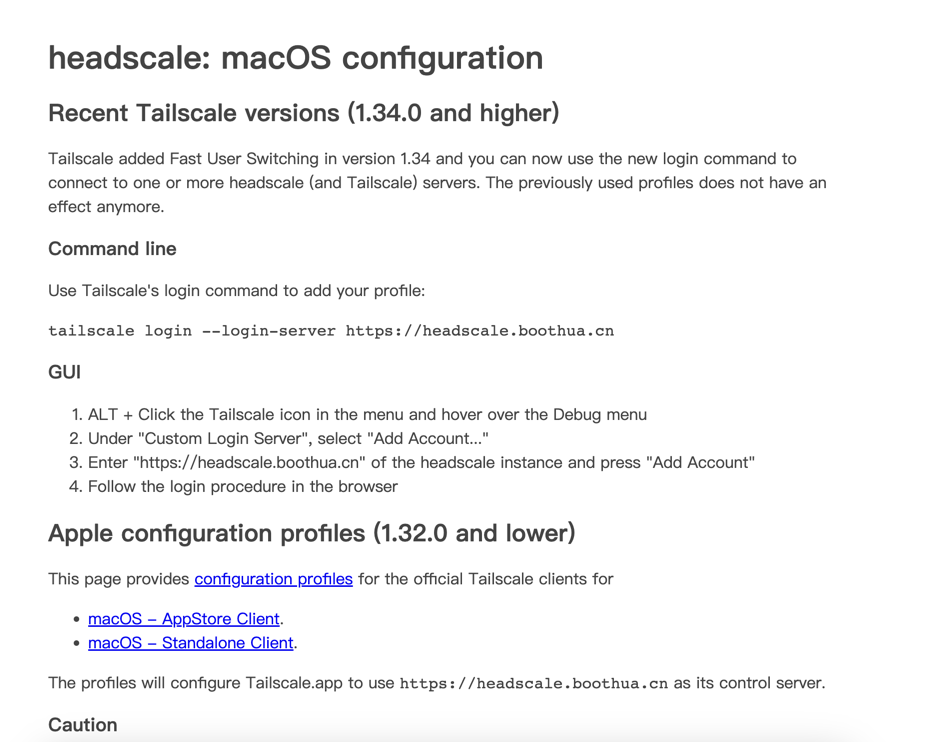 headscale: macOS configuration
Recent Tailscale versions (1.34.0 and higher)
Tailscale added Fast User Switching in version 1.34 and you can now use the new login command to
connect to one or more headscale (and Tailscale) servers. The previously used profiles does not have an
effect anymore.
Command line
Use Tailscale's login command to add your profile:
tailscale login --login-server https://headscale.boothua.cn
GUI
1. ALT + Click the Tailscale icon in the menu and hover over the Debug menu
2. Under "Custom Login Server", select "Add Account..."
3. Enter "https://headscale.boothua.cn" of the headscale instance and press "Add Account"
4. Follow the login procedure in the browser
Apple configuration profiles (1.32.0 and lower)
This page provides configuration profiles for the official Tailscale clients for
• macOS – AppStore Client.
• macOS – Standalone Client.
The profiles will configure Tailscale.app to use https://headscale.boothua.cn as its control server.
Caution